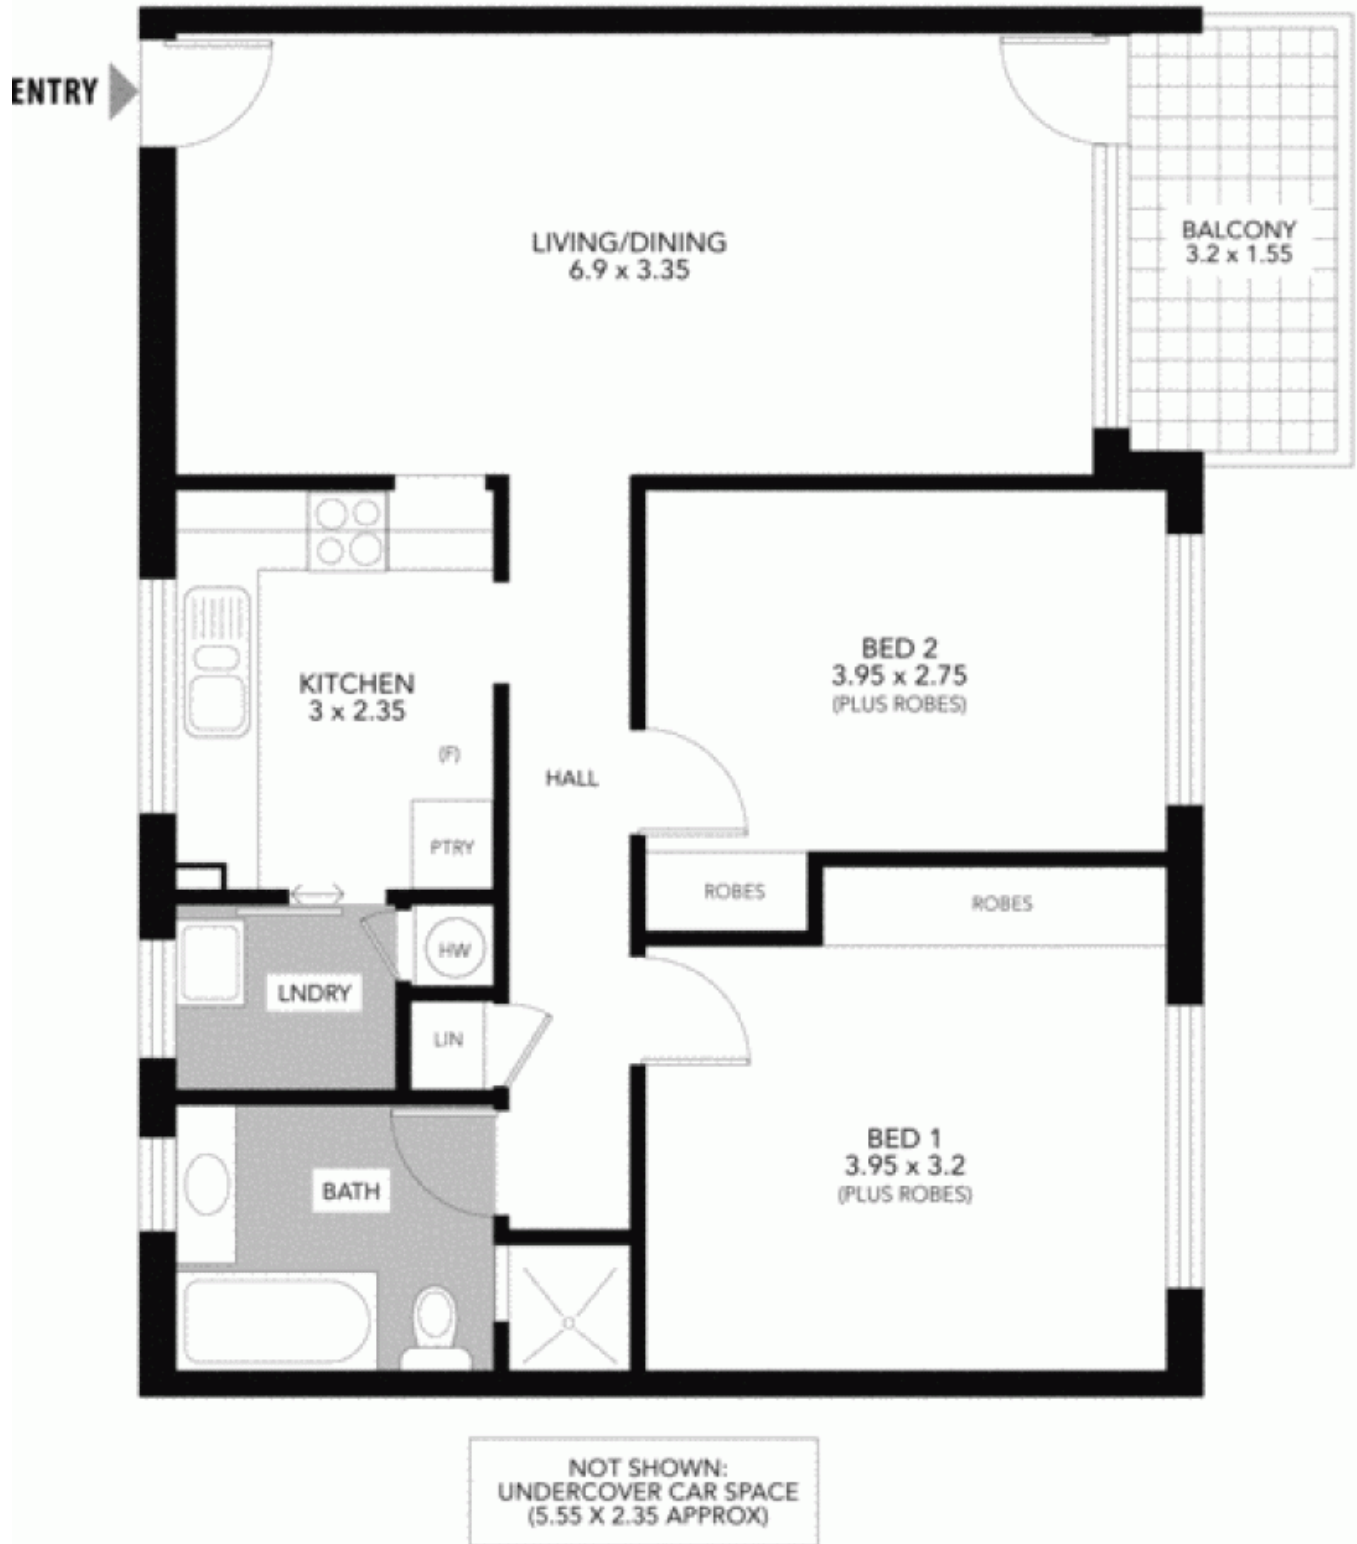 ENTRY
LIVING/DINING
6.9 x 3.35
BALCONY
3.2 x 1.55
BED 2
3.95 x 2.75
(PLUS ROBES)
KITCHEN
3 x 2.35
(F)
HALL
PTRY
ROBES
ROBES
HW
LNDRY
LIN
BED 1
3.95 x 3.2
(PLUS ROBES)
BATH
NOT SHOWN:
UNDERCOVER CAR SPACE
(5.55 X 2.35 APPROX)